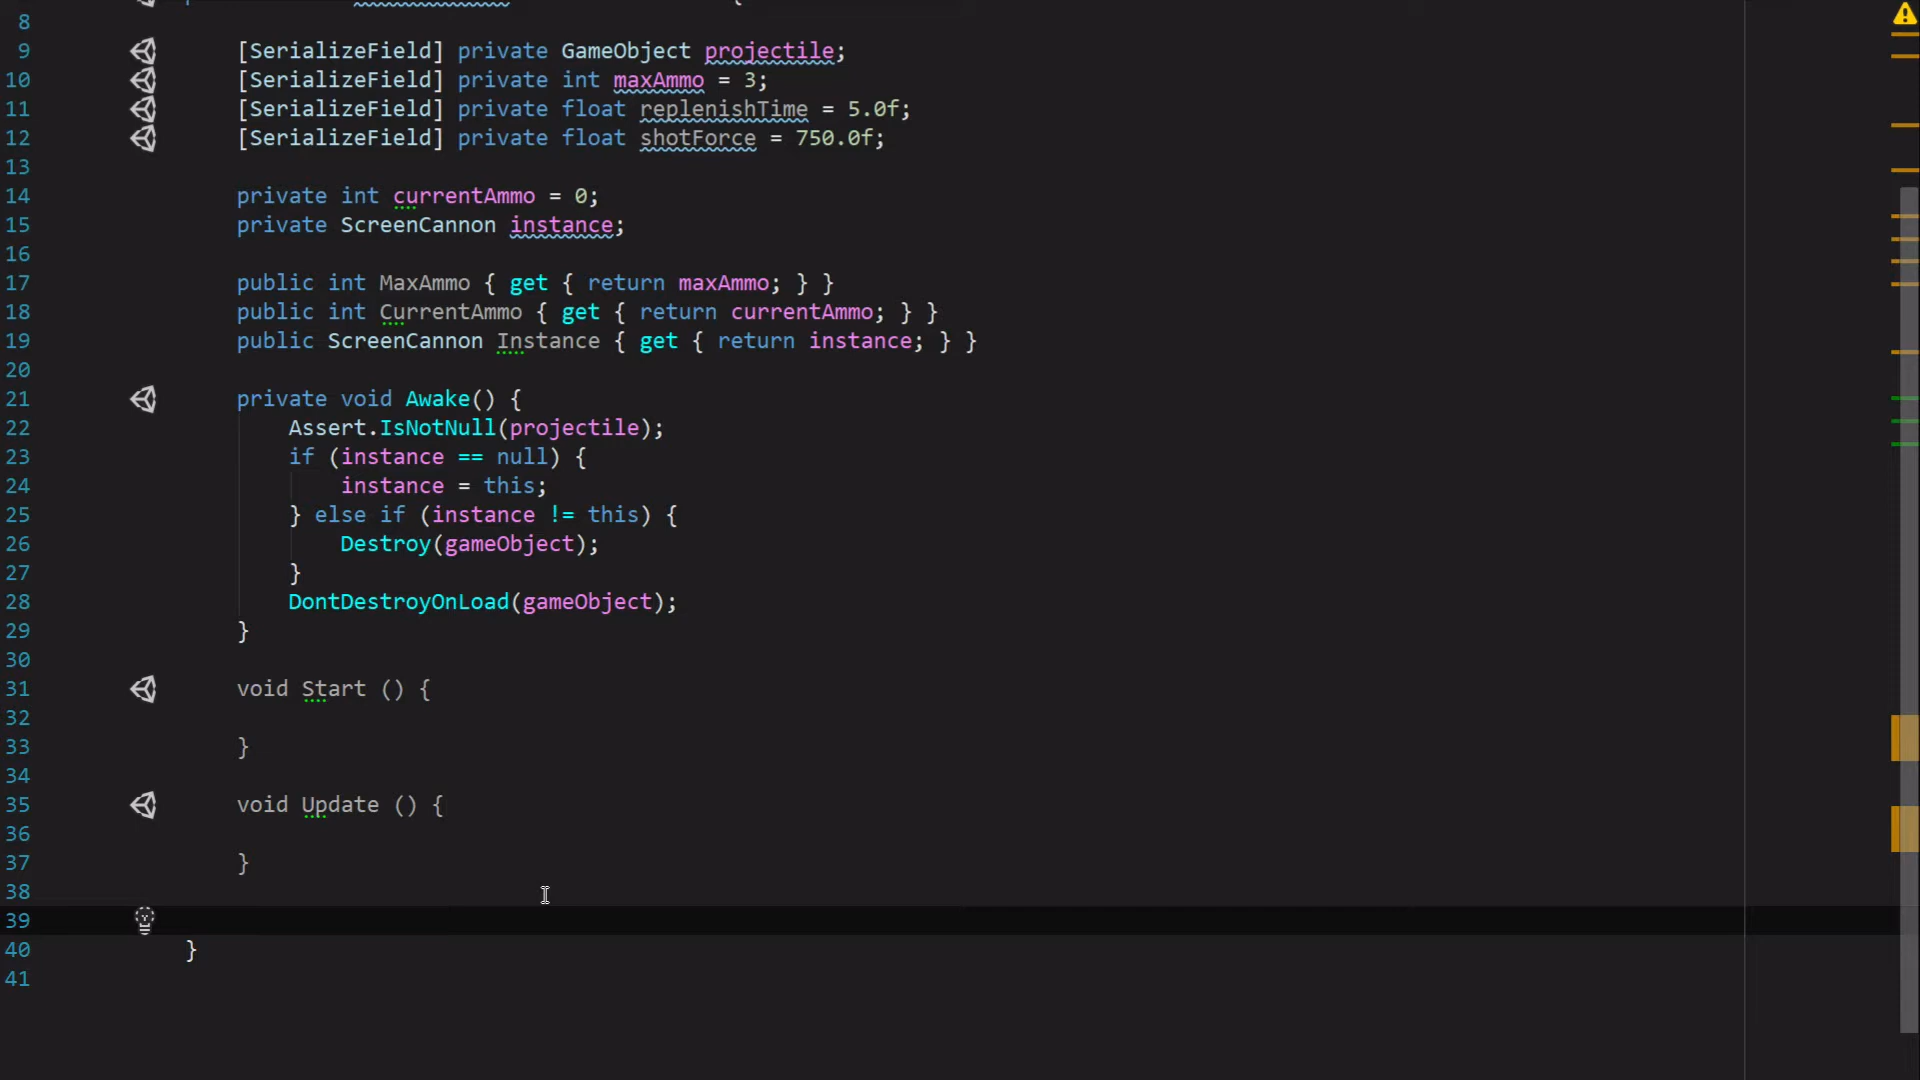 8
9 [SerializeField] private GameObject projectile;
10 [SerializeField] private int maxAmmo = 3;
11 [SerializeField] private float replenishTime = 5.0f;
12 [SerializeField] private float shotForce = 750.0f;
13
14 private int currentAmmo = 0;
15 private ScreenCannon instance;
16
17 public int MaxAmmo { get { return maxAmmo; } }
18 public int CurrentAmmo { get { return currentAmmo; } }
19 public ScreenCannon Instance { get { return instance; } }
20
21 private void Awake() {
22 Assert.IsNotNull(projectile);
23 if (instance == null) {
24 instance = this;
25 } else if (instance != this) {
26 Destroy(gameObject);
27 }
28 DontDestroyOnLoad(gameObject);
29 }
30
31 void Start () {
32
33 }
34
35 void Update () {
36
37 }
38
39
40 }
41